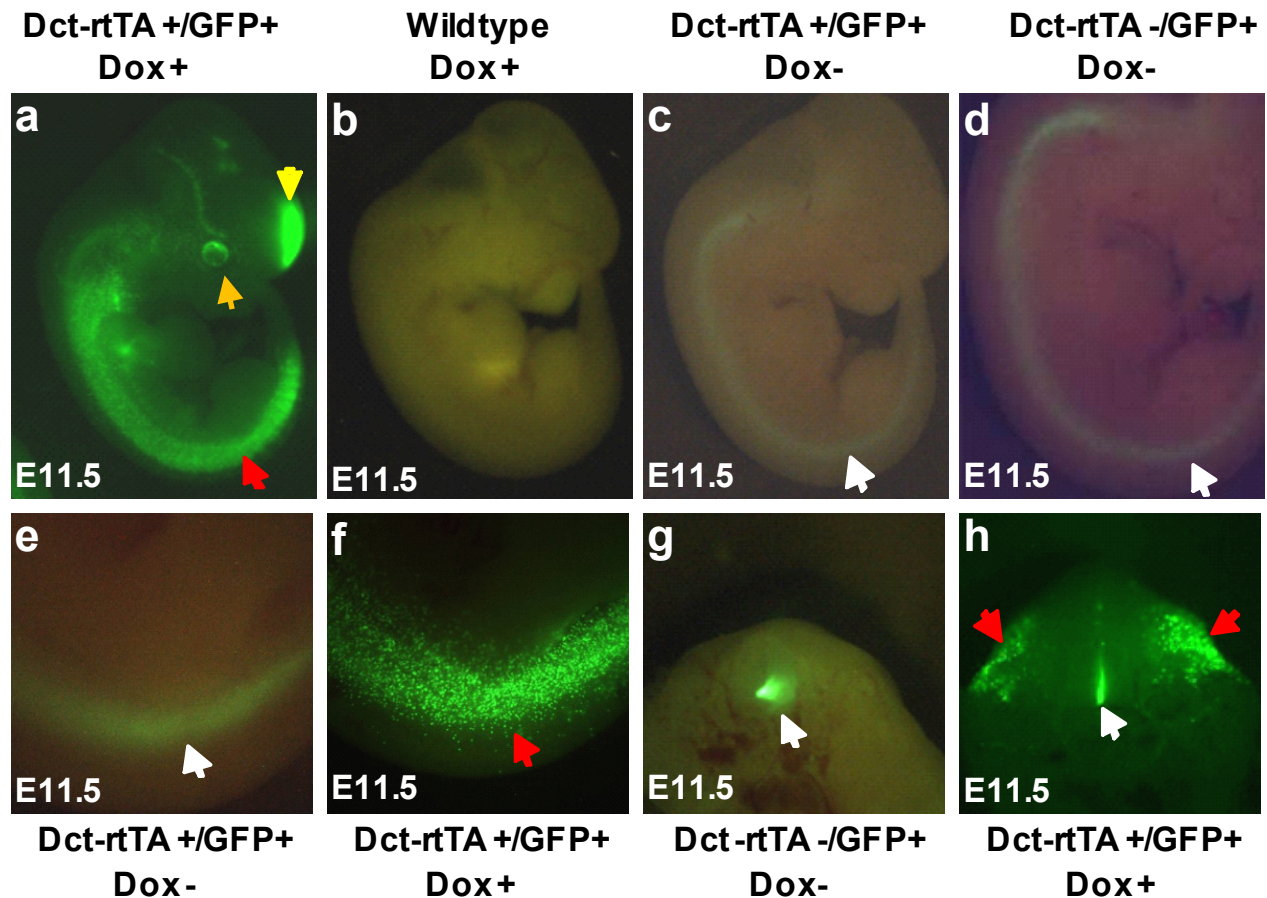 Dct-rtTA +/GFP+
Dox+
Wildtype
Dox+
Dct-rtTA +/GFP+
Dox-
Dct-rtTA -/GFP+
Dox-
a
b
c
d
E11.5
E11.5
E11.5
E11.5
e
f
g
h
E11.5
E11.5
E11.5
E11.5
Dct-rtTA +/GFP+
Dox-
Dct-rtTA +/GFP+
Dox+
Dct-rtTA -/GFP+
Dox-
Dct-rtTA +/GFP+
Dox+